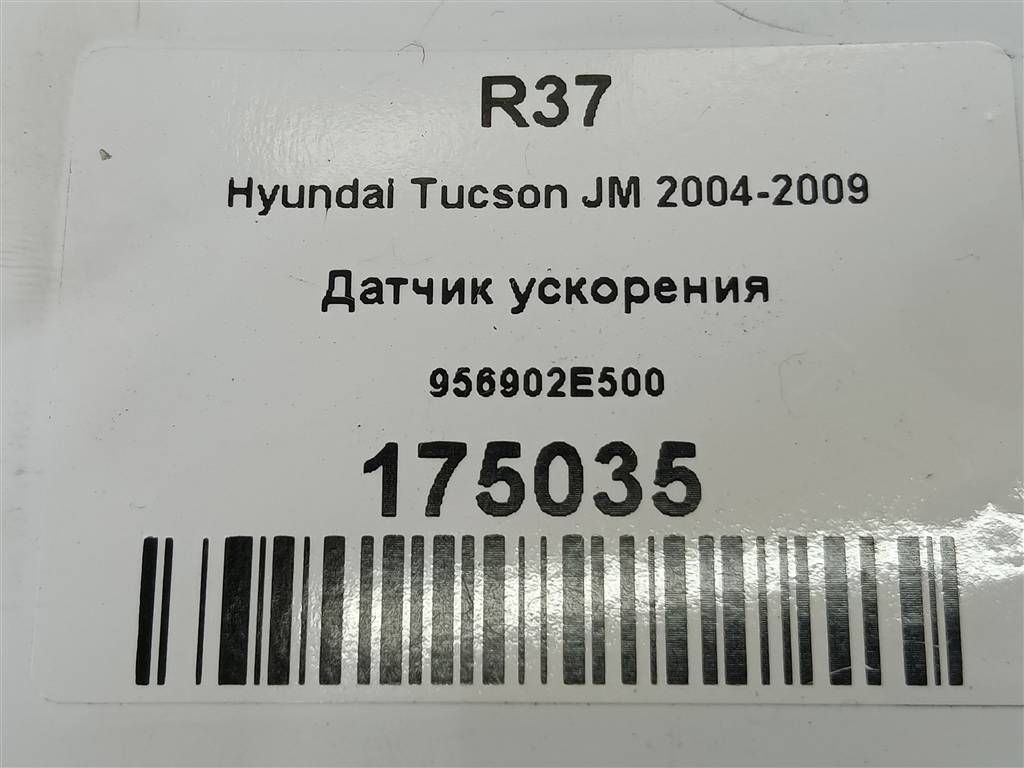 R37
Hyundai Tucson JM 2004-2009
Датчик ускорения
956902E500
175035